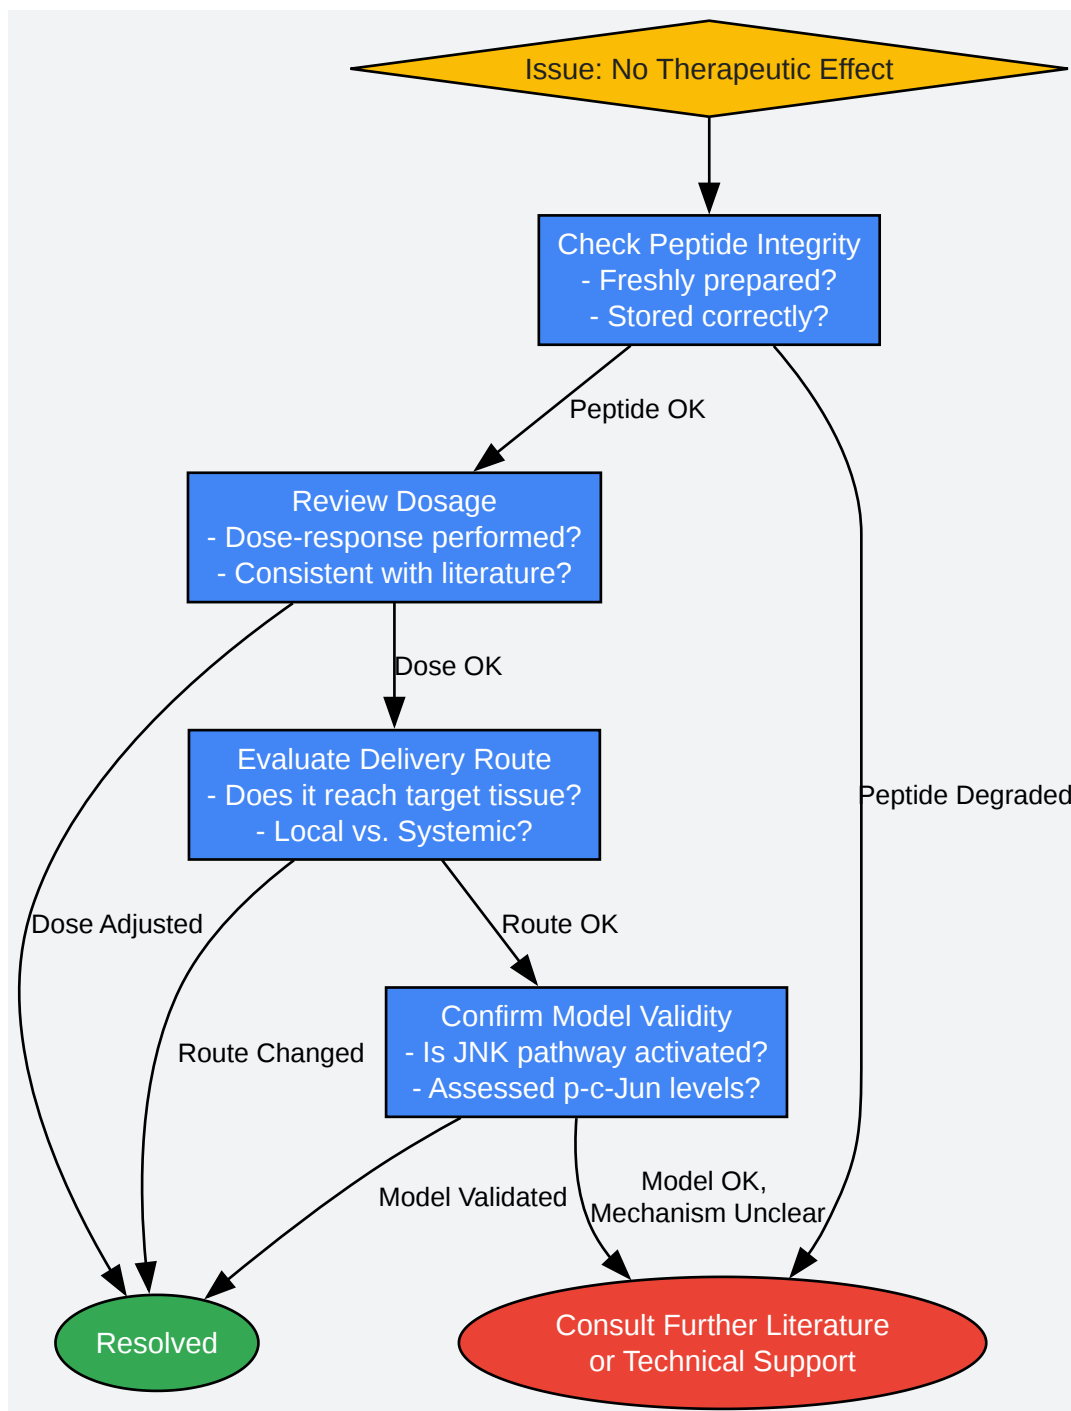 Issue: No Therapeutic Effect
Check Peptide Integrity
- Freshly prepared?
- Stored correctly?
Peptide OK
Review Dosage
- Dose-response performed?
- Consistent with literature?
Dose OK
Evaluate Delivery Route
- Does it reach target tissue?
- Local vs. Systemic?
Peptide Degraded
Dose Adjusted
Route OK
Confirm Model Validity
- Is JNK pathway activated?
- Assessed p-c-Jun levels?
Route Changed
Model Validated
Model OK,
Mechanism Unclear
Resolved
Consult Further Literature
or Technical Support